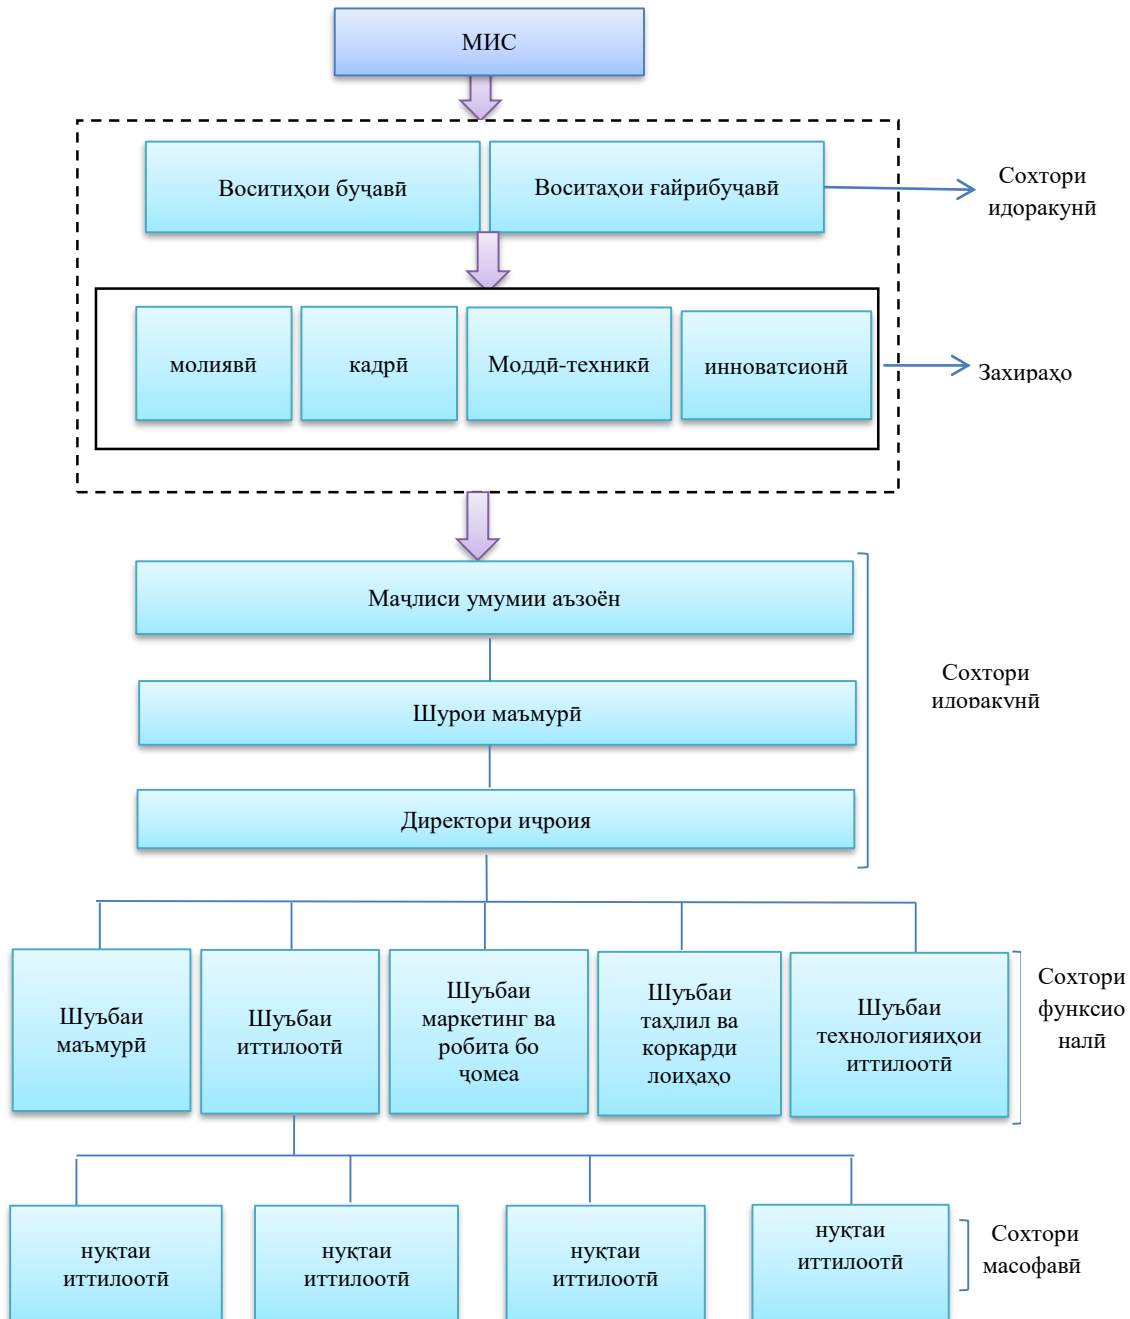 МИС
Воситиҳои буҷавӣ
Воситаҳои ғайрибуҷавӣ
Сохтори
идоракунӣ
молиявӣ
кадрӣ
Моддӣ-техникӣ
инноватсионӣ
Захираҳо
Маҷлиси умумии аъзоён
Сохтори
идоракунӣ
Шурои маъмурӣ
Директори иҷроия
Шуъбаи
маъмурӣ
Шуъбаи
иттилоотӣ
Шуъбаи
маркетинг ва
робита бо
ҷомеа
Шуъбаи
таҳлил ва
коркарди
лоиҳаҳо
Шуъбаи
технологияиҳои
иттилоотӣ
Сохтори
функсио
налӣ
нуқтаи
иттилоотӣ
нуқтаи
иттилоотӣ
нуқтаи
иттилоотӣ
нуқтаи
иттилоотӣ
Сохтори
масофавӣ